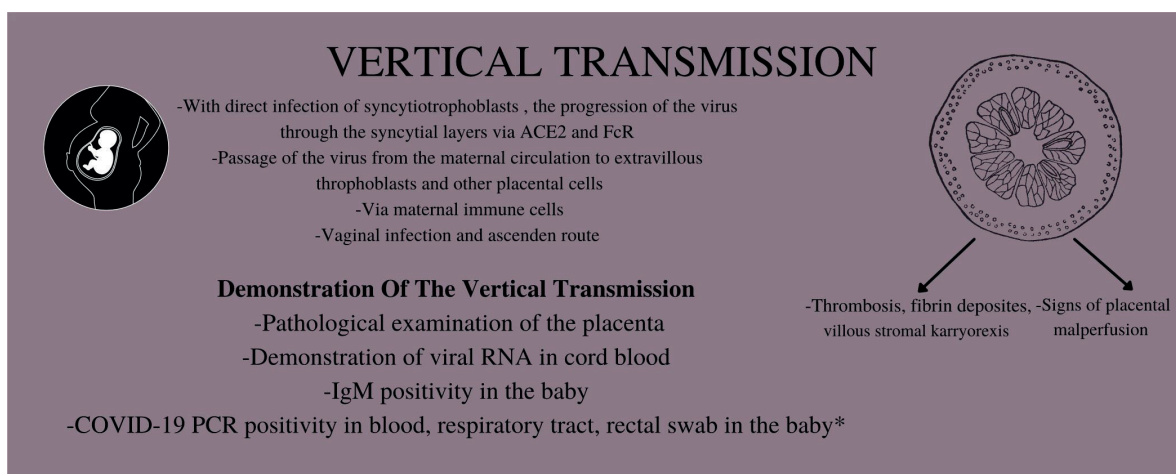 VERTICAL TRANSMISSION
-With direct infection of syncytiotrophoblasts , the progression of the virus
through the syncytial layers via ACE2 and FcR
-Passage of the virus from the maternal circulation to extravillous
throphoblasts and other placental cells
-Via maternal immune cells
-Vaginal infection and ascenden route
Demonstration Of The Vertical Transmission
-Pathological examination of the placenta
-Demonstration of viral RNA in cord blood
-IgM positivity in the baby
-COVID-19 PCR positivity in blood, respiratory tract, rectal swab in the baby*
-Thrombosis, fibrin deposites,
villous stromal karryorexis
-Signs of placental
malperfusion